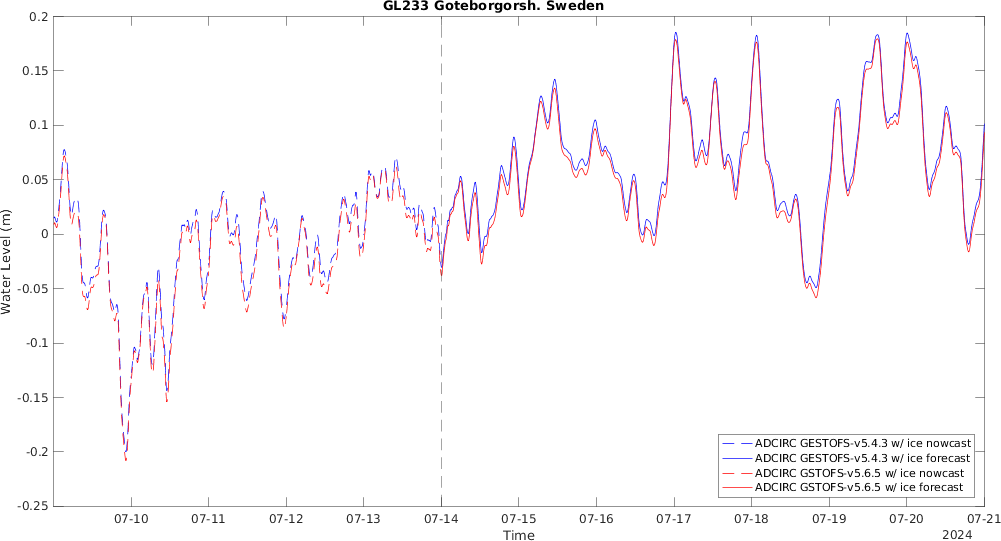 GL233 Goteborgorsh. Sweden
0.2
0.15
0.1
0.05
0
-0.05
-0.1
-0.15
-0.2
-0.25
Water Level (m)
ADCIRC GESTOFS-v5.4.3 w/ ice nowcast
ADCIRC GESTOFS-v5.4.3 w/ ice forecast
ADCIRC GSTOFS-v5.6.5 w/ ice nowcast
ADCIRC GSTOFS-v5.6.5 w/ ice forecast
07-10 07-11 07-12 07-13 07-14 07-15 07-16 07-17 07-18 07-19 07-20 07-21
Time
2024